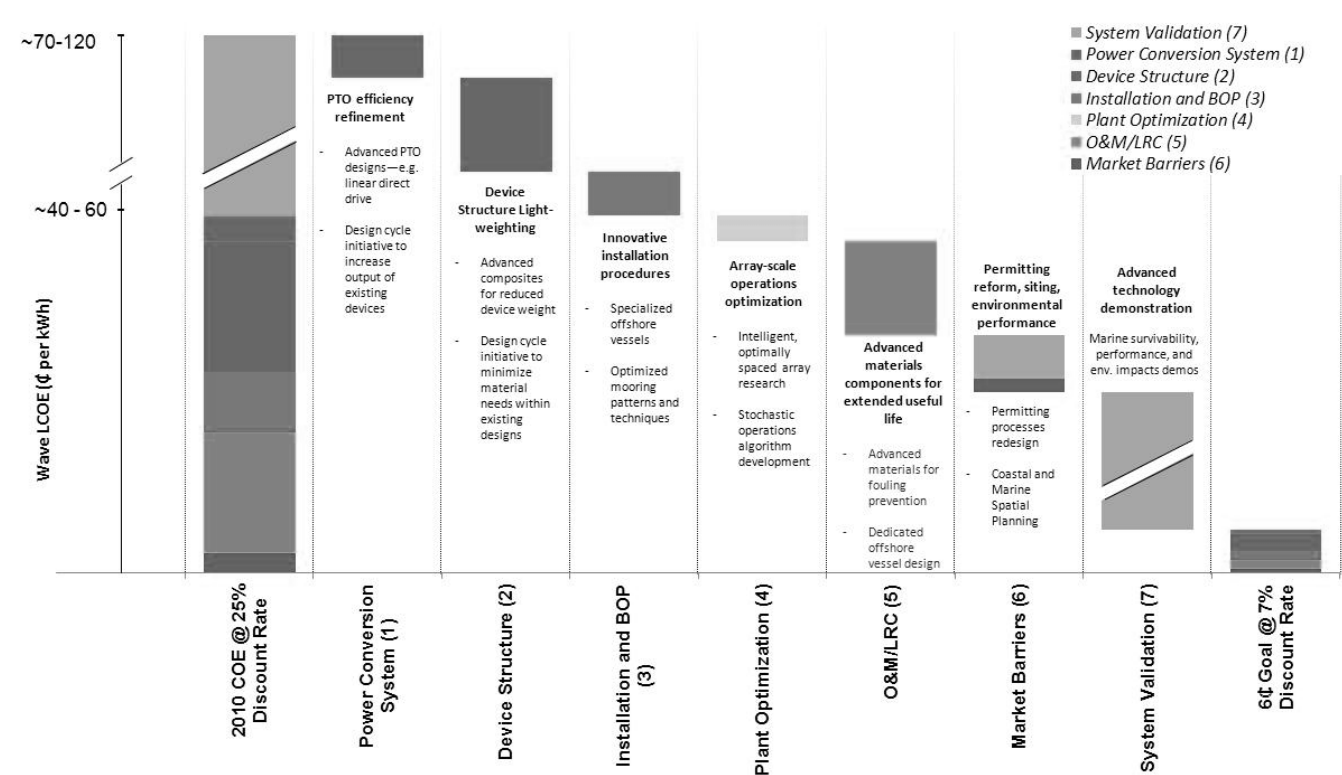 ~70-120
~40 - 60
Wave LCOE (₵ per kWh)
System Validation (7)
Power Conversion System (1)
Device Structure (2)
Installation and BOP (3)
Plant Optimization (4)
O&M/LRC (5)
Market Barriers (6)
PTO efficiency
refinement
- Advanced PTO
designs—e.g.
linear direct
drive
- Design cycle
initiative to
increase
output of
existing
devices
Device
Structure Light-
weighting
- Advanced
composites
for reduced
device weight
- Design cycle
initiative to
minimize
material
needs within
existing
designs
Innovative
installation
procedures
- Specialized
offshore
vessels
- Optimized
mooring
patterns and
techniques
Array-scale
operations
optimization
- Intelligent,
optimally
spaced array
research
- Stochastic
operations
algorithm
development
Advanced
materials
components for
extended useful
life
- Advanced
materials for
fouling
prevention
- Dedicated
offshore
vessel design
Permitting
reform, siting,
environmental
performance
- Permitting
processes
redesign
- Coastal and
Marine
Spatial
Planning
Advanced
technology
demonstration
Marine survivability,
performance, and
env. impacts demos
2010 COE @ 25%
Discount Rate
Power Conversion
System (1)
Device Structure (2)
Installation and BOP
(3)
Plant Optimization (4)
O&M/LRC (5)
Market Barriers (6)
System Validation (7)
6₵ Goal @ 7%
Discount Rate